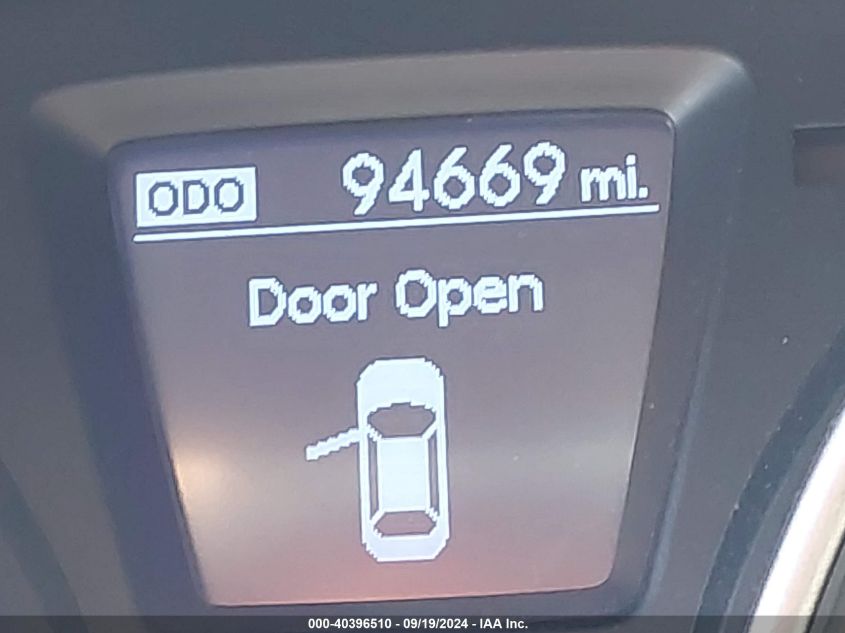 ODO 94669 mi.
Door Open
000-40396510 - 09/19/2024 - IAA Inc.